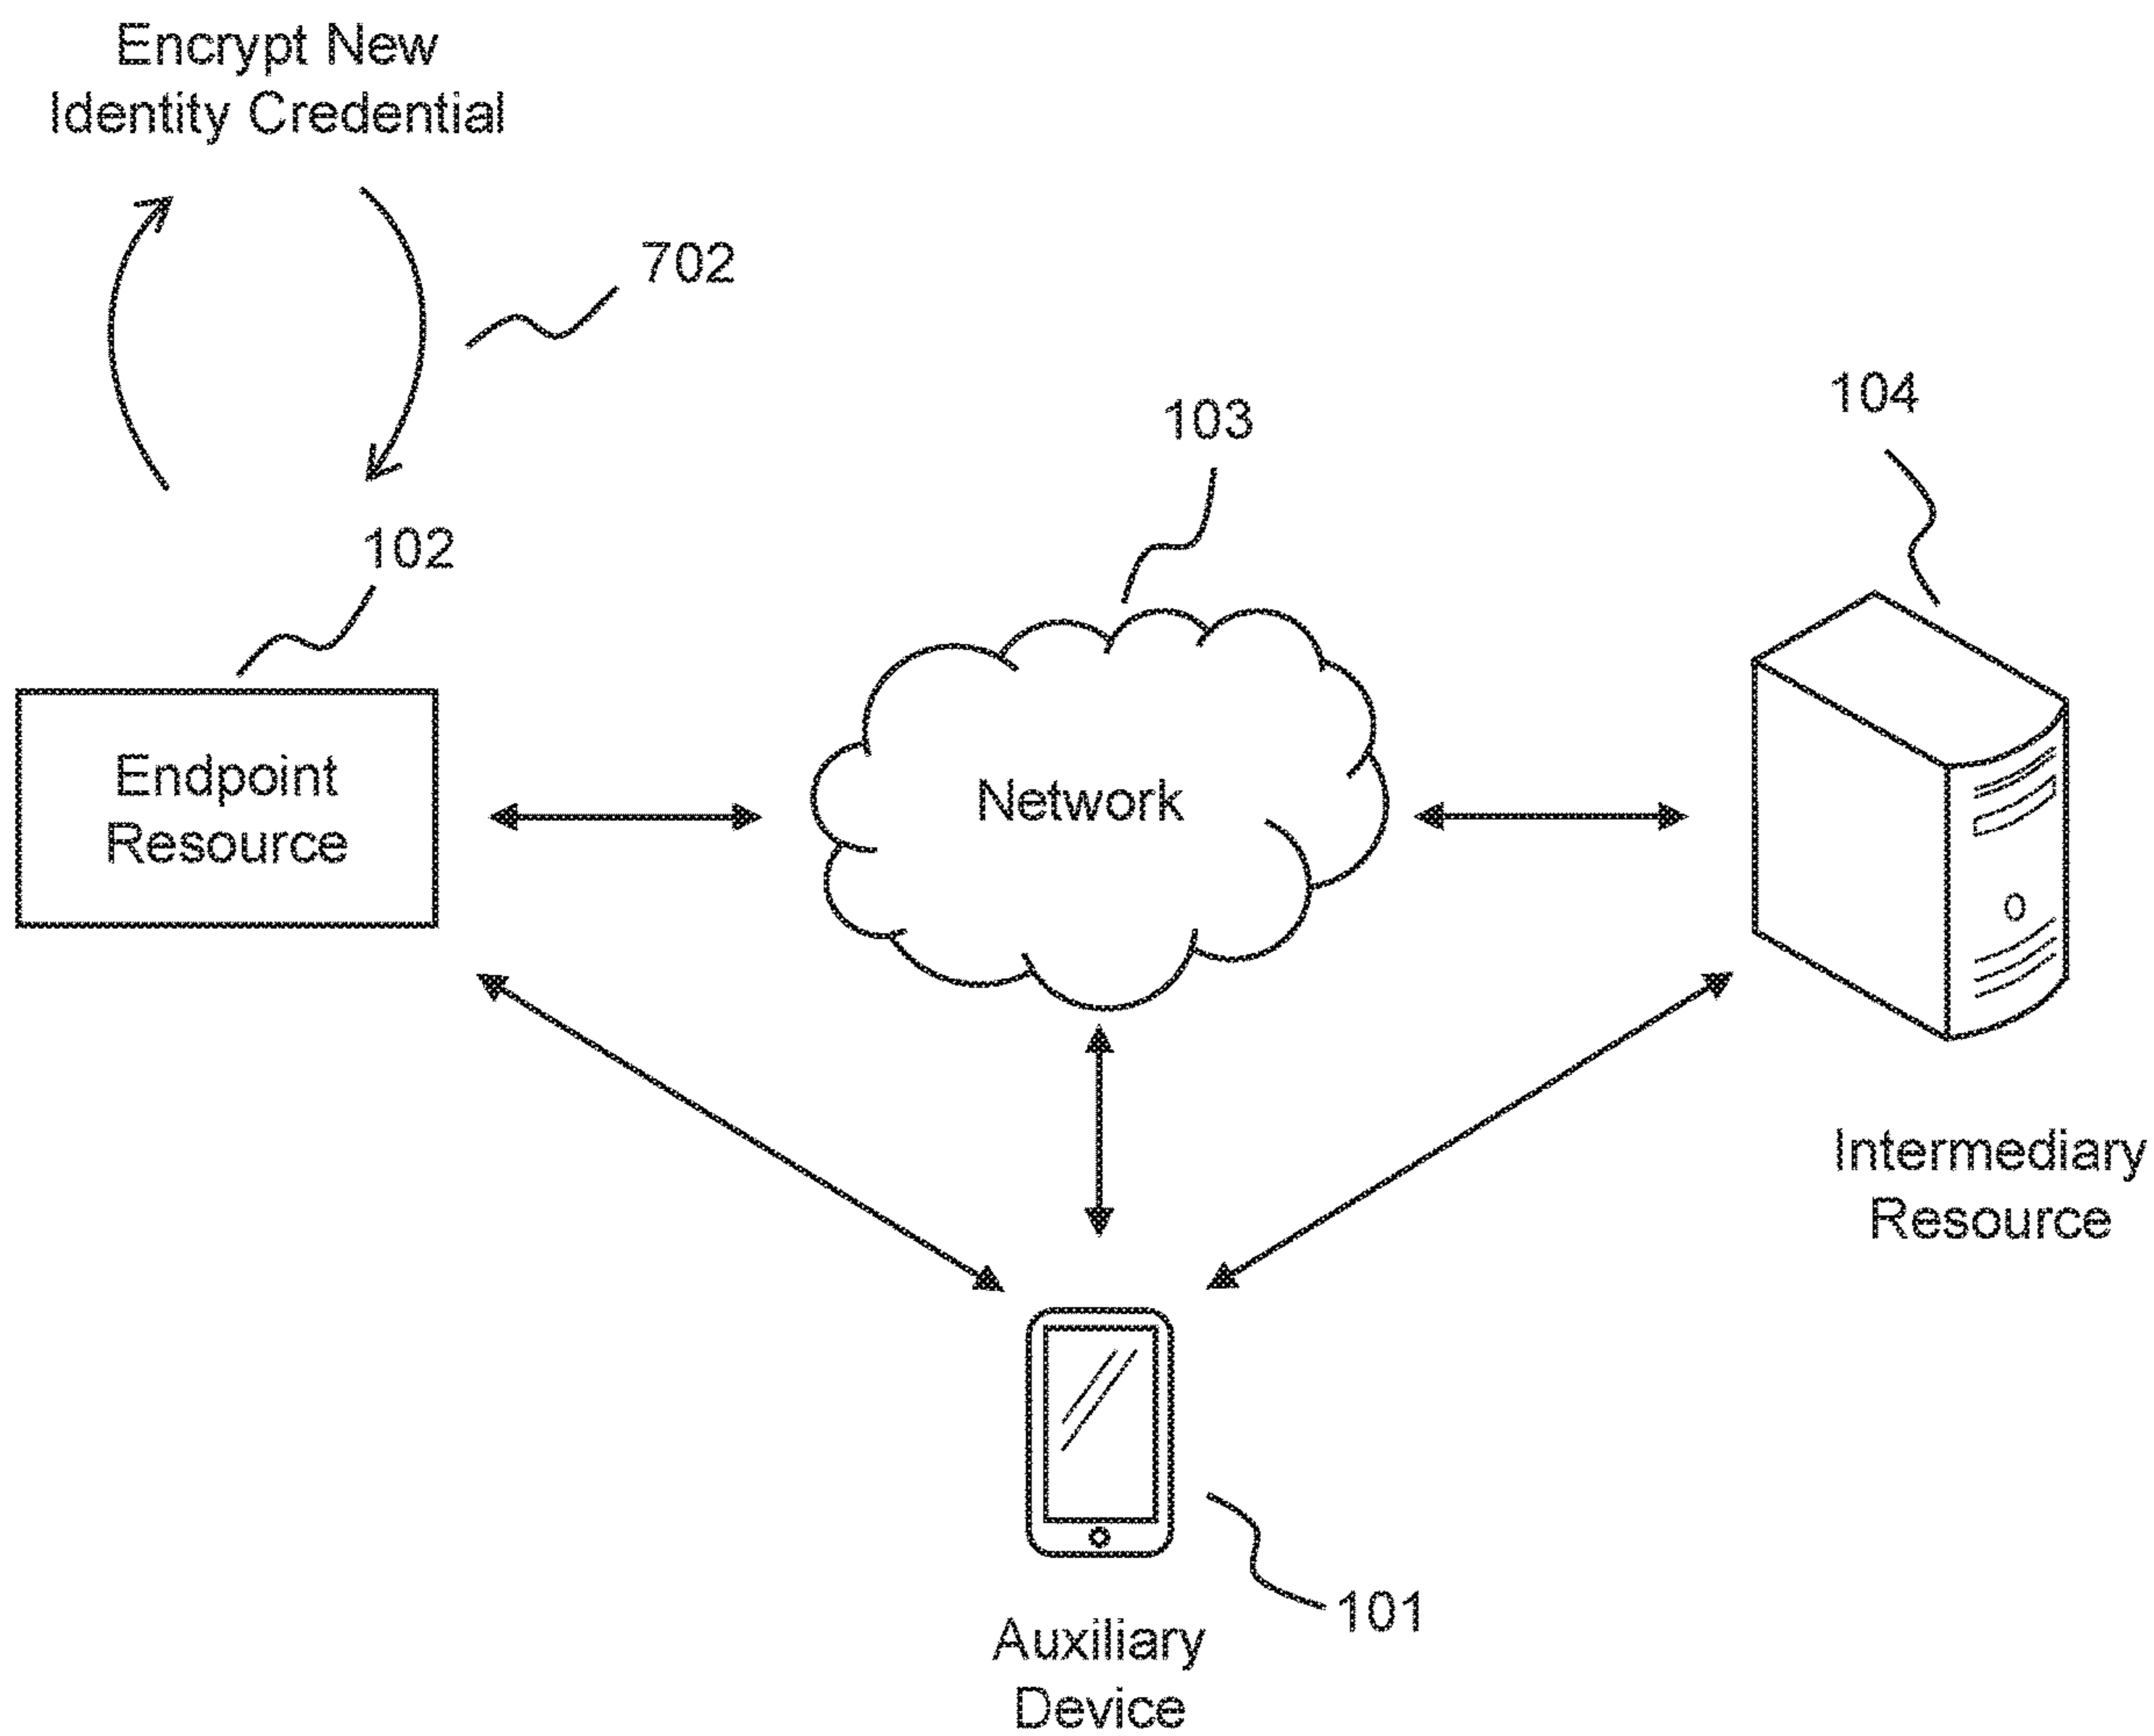 Encrypt New
Identity Credential
702
103
104
102
Endpoint
Resource
Network
Intermediary
Resource
101
Auxiliary
Device